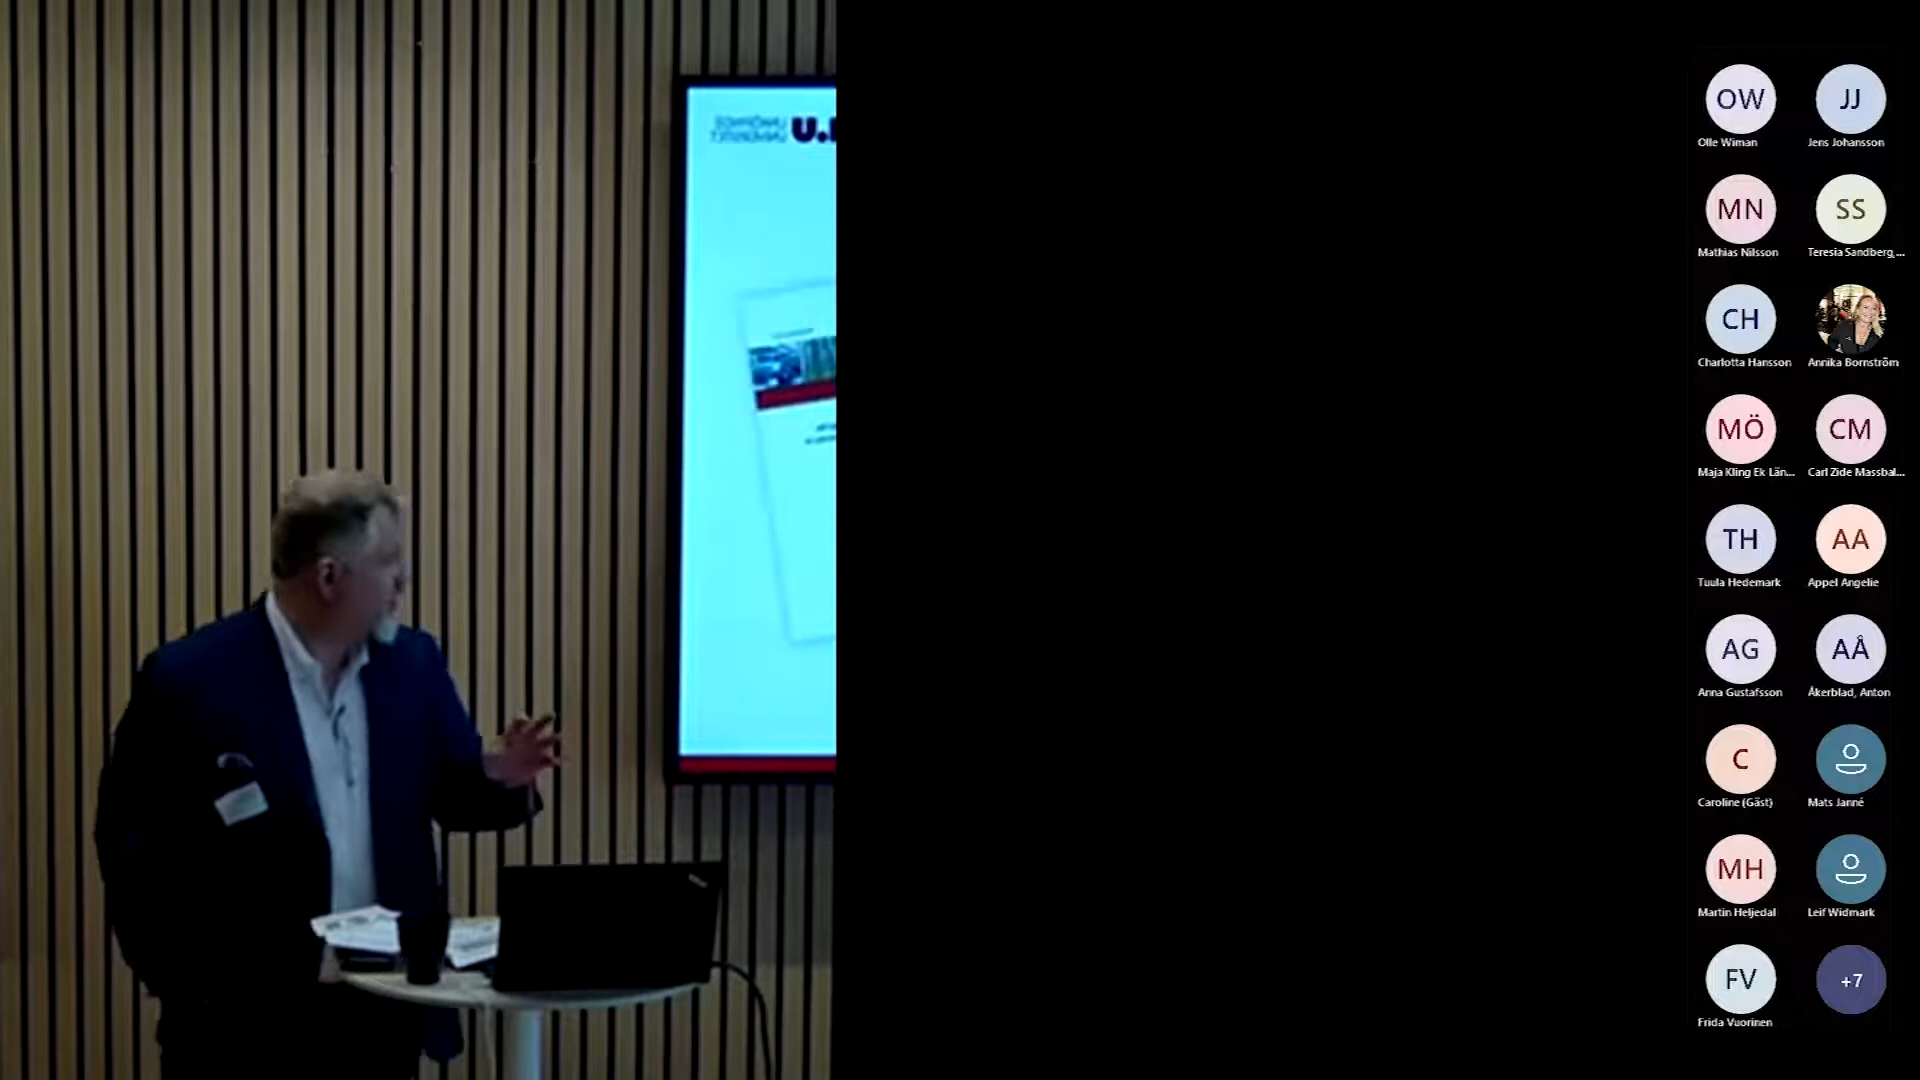 OW JJ
Olle Wiman Jens Johansson
MN SS
Mathias Nilsson Teresia Sandberg,...
CH
Charlotta Hansson Annika Bornström
MÖ CM
Maja Kling Ek Län... Carl Zide Massbal...
TH AA
Tuula Hedemark Appel Angelie
AG AÅ
Anna Gustafsson Åkerblad, Anton
C
Caroline (Gäst) Mats Janné
MH
Martin Heljedal Leif Widmark
FV +7
Frida Vuorinen